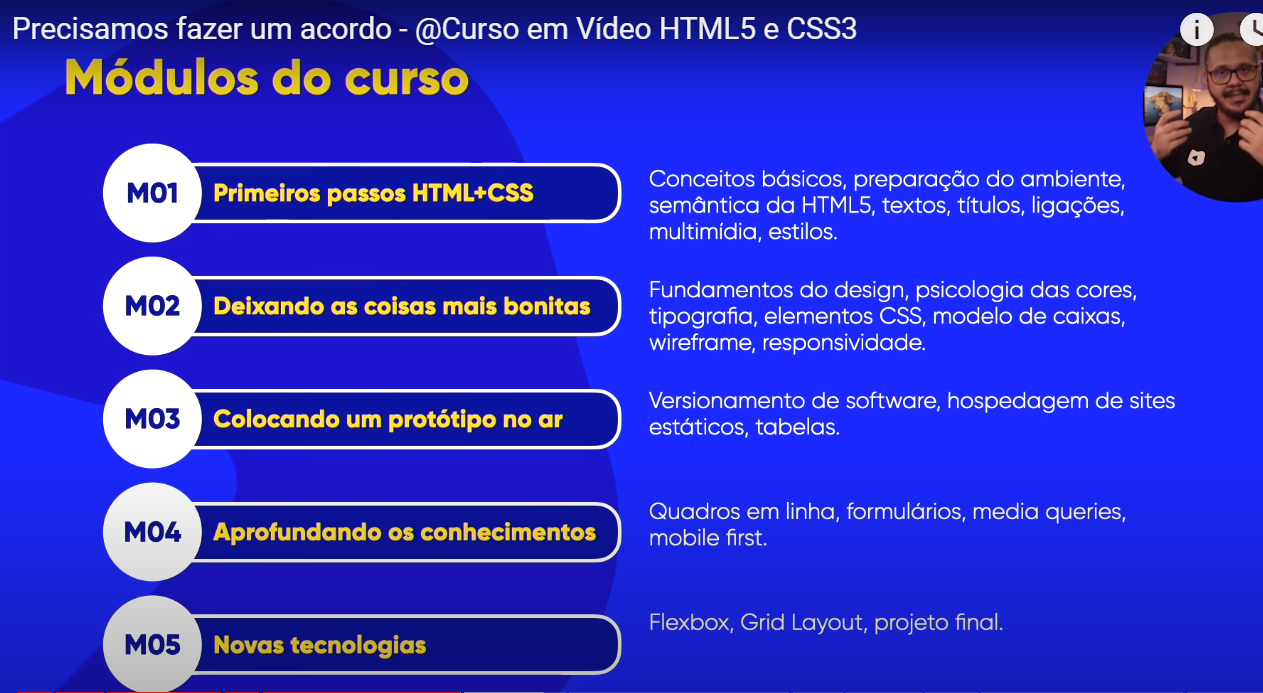 Precisamos fazer um acordo - @Curso em Vídeo HTML5 e CSS3
Módulos do curso
M01
Primeiros passos HTML+CSS
Conceitos básicos, preparação do ambiente,
semântica da HTML5, textos, títulos, ligações,
multimídia, estilos.
M02
Deixando as coisas mais bonitas
Fundamentos do design, psicologia das cores,
tipografia, elementos CSS, modelo de caixas,
wireframe, responsividade.
M03
Colocando um protótipo no ar
Versionamento de software, hospedagem de sites
estáticos, tabelas.
M04
Aprofundando os conhecimentos
Quadros em linha, formulários, media queries,
mobile first.
M05
Novas tecnologias
Flexbox, Grid Layout, projeto final.